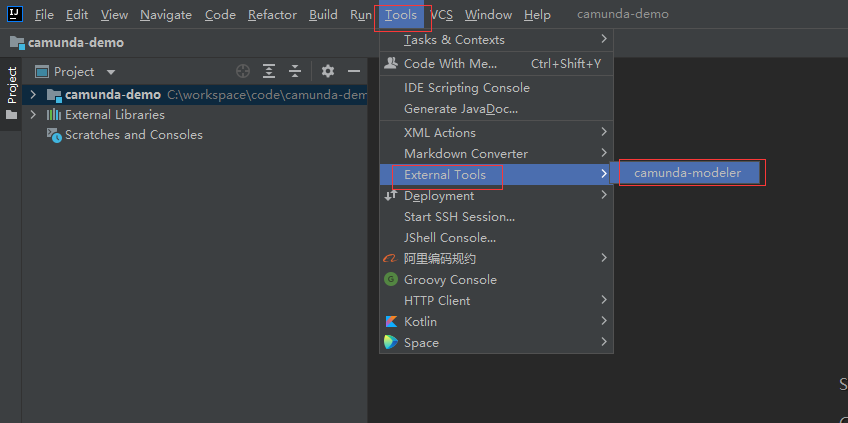 IJ File Edit View Navigate Code Refactor Build Run Tools VCS Window Help camunda-demo
camunda-demo
Project
Project
camunda-demo C:\workspace\code\camunda-dem
External Libraries
Scratches and Consoles
Tasks & Contexts
Code With Me... Ctrl+Shift+Y
IDE Scripting Console
Generate JavaDoc...
XML Actions
Markdown Converter
External Tools
camunda-modeler
Deployment
Start SSH Session...
JShell Console...
阿里编码规约
G Groovy Console
HTTP Client
Kotlin
Space
S